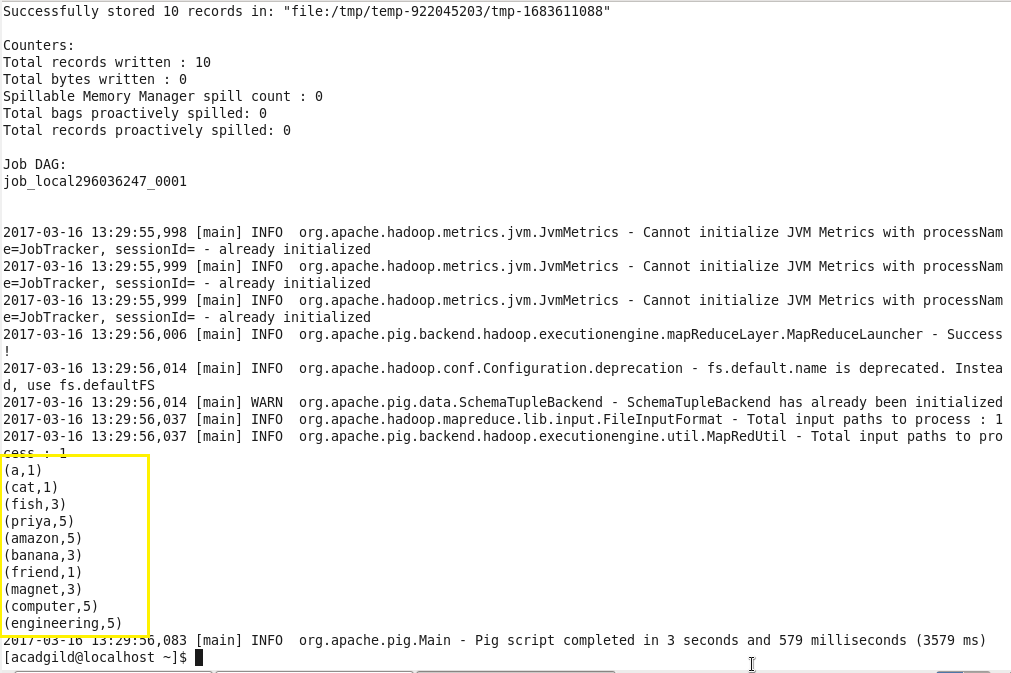 Successfully stored 10 records in: "file:/tmp/temp-922045203/tmp-1683611088"
Counters:
Total records written : 10
Total bytes written : 0
Spillable Memory Manager spill count : 0
Total bags proactively spilled: 0
Total records proactively spilled: 0
Job DAG:
job_local296036247_0001
2017-03-16 13:29:55,998 [main] INFO  org.apache.hadoop.metrics.jvm.JvmMetrics - Cannot initialize JVM Metrics with processNam
e=JobTracker, sessionId= - already initialized
2017-03-16 13:29:55,999 [main] INFO  org.apache.hadoop.metrics.jvm.JvmMetrics - Cannot initialize JVM Metrics with processNam
e=JobTracker, sessionId= - already initialized
2017-03-16 13:29:55,999 [main] INFO  org.apache.hadoop.metrics.jvm.JvmMetrics - Cannot initialize JVM Metrics with processNam
e=JobTracker, sessionId= - already initialized
2017-03-16 13:29:56,006 [main] INFO  org.apache.pig.backend.hadoop.executionengine.mapReduceLayer.MapReduceLauncher - Success
!
2017-03-16 13:29:56,014 [main] INFO  org.apache.hadoop.conf.Configuration.deprecation - fs.default.name is deprecated. Instea
d, use fs.defaultFS
2017-03-16 13:29:56,014 [main] WARN  org.apache.pig.data.SchemaTupleBackend - SchemaTupleBackend has already been initialized
2017-03-16 13:29:56,037 [main] INFO  org.apache.hadoop.mapreduce.lib.input.FileInputFormat - Total input paths to process : 1
2017-03-16 13:29:56,037 [main] INFO  org.apache.pig.backend.hadoop.executionengine.util.MapRedUtil - Total input paths to pro
cess : 1
(a,1)
(cat,1)
(fish,3)
(priya,5)
(amazon,5)
(banana,3)
(friend,1)
(magnet,3)
(computer,5)
(engineering,5)
2017-03-16 13:29:56,083 [main] INFO  org.apache.pig.Main - Pig script completed in 3 seconds and 579 milliseconds (3579 ms)
[acadgild@localhost ~]$